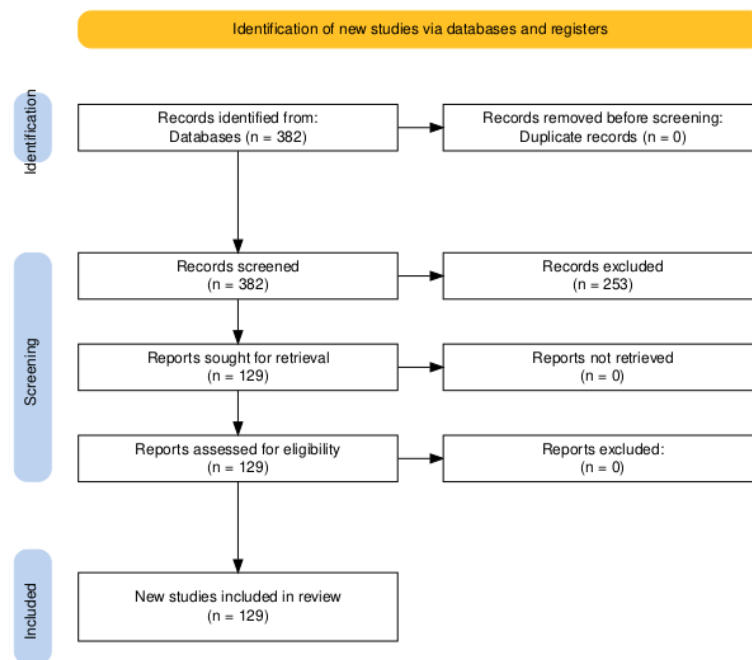 Identification of new studies via databases and registers
Identification
Records identified from:
Databases (n = 382)
Records removed before screening:
Duplicate records (n = 0)
Screening
Records screened
(n = 382)
Records excluded
(n = 253)
Reports sought for retrieval
(n = 129)
Reports not retrieved
(n = 0)
Reports assessed for eligibility
(n = 129)
Reports excluded:
(n = 0)
Included
New studies included in review
(n = 129)